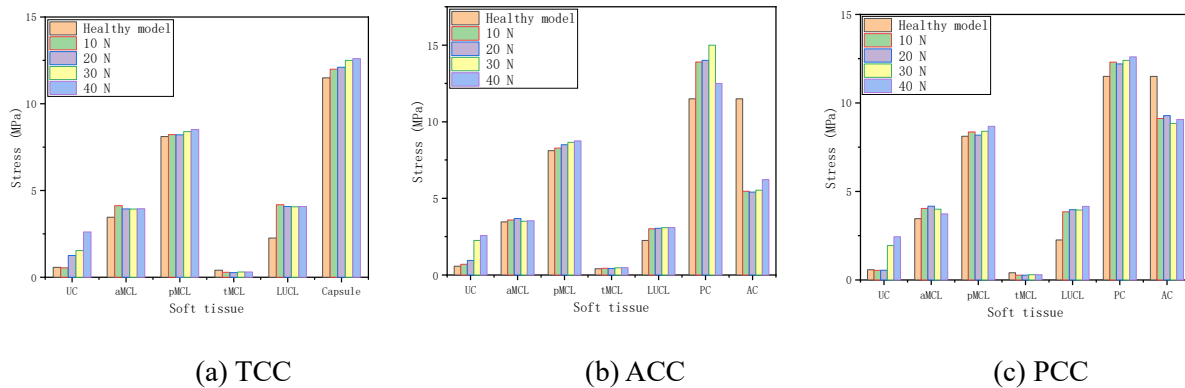 15
10
5
0
Stress (MPa)
Healthy model
10 N
20 N
30 N
40 N
UC aMCL pMCL tMCL LUCL Capsule
Soft tissue
(a) TCC
15
10
5
0
Stress (MPa)
Healthy model
10 N
20 N
30 N
40 N
UC aMCL pMCL tMCL LUCL PC AC
Soft tissue
(b) ACC
15
10
5
0
Stress (MPa)
Healthy model
10 N
20 N
30 N
40 N
UC aMCL pMCL tMCL LUCL PC AC
Soft tissue
(c) PCC